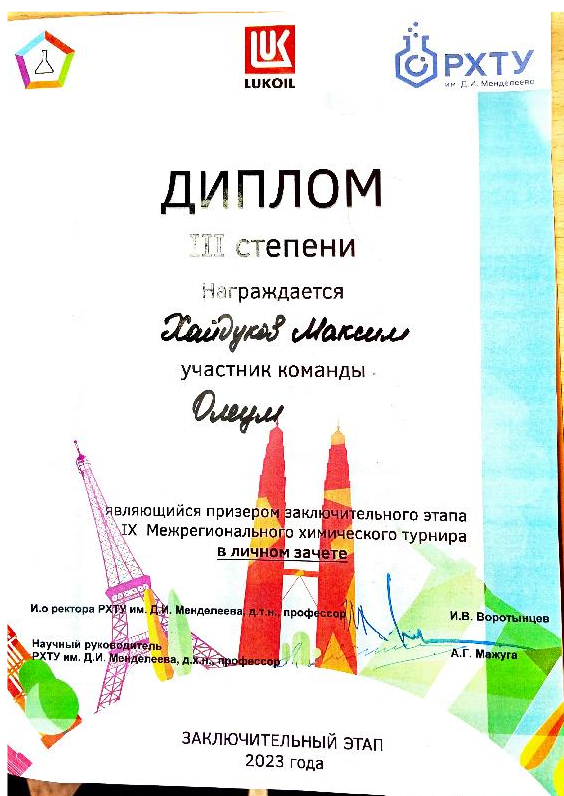 LUK
LUKOIL
РХТУ
им. Д.И. Менделеева
ДИПЛОМ
III степени
Награждается
Хайдуков Максим
участник команды
Олеум
являющийся призером заключительного этапа
IX Межрегионального химического турнира
в личном зачете
И.о ректора РХТУ им. Д.И. Менделеева, д.т.н., профессор
И.В. Воротынцев
Научный руководитель
РХТУ им. Д.И. Менделеева, д.х.н., профессор
А.Г. Мажуга
ЗАКЛЮЧИТЕЛЬНЫЙ ЭТАП
2023 года